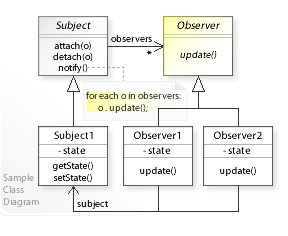 Subject
attach(o)
detach(o)
notify()
observers
*
Observer
update()
for each o in observers:
o . update();
Subject1
- state
getState()
setState()
Observer1
- state
update()
Observer2
- state
update()
subject
Sample
Class
Diagram